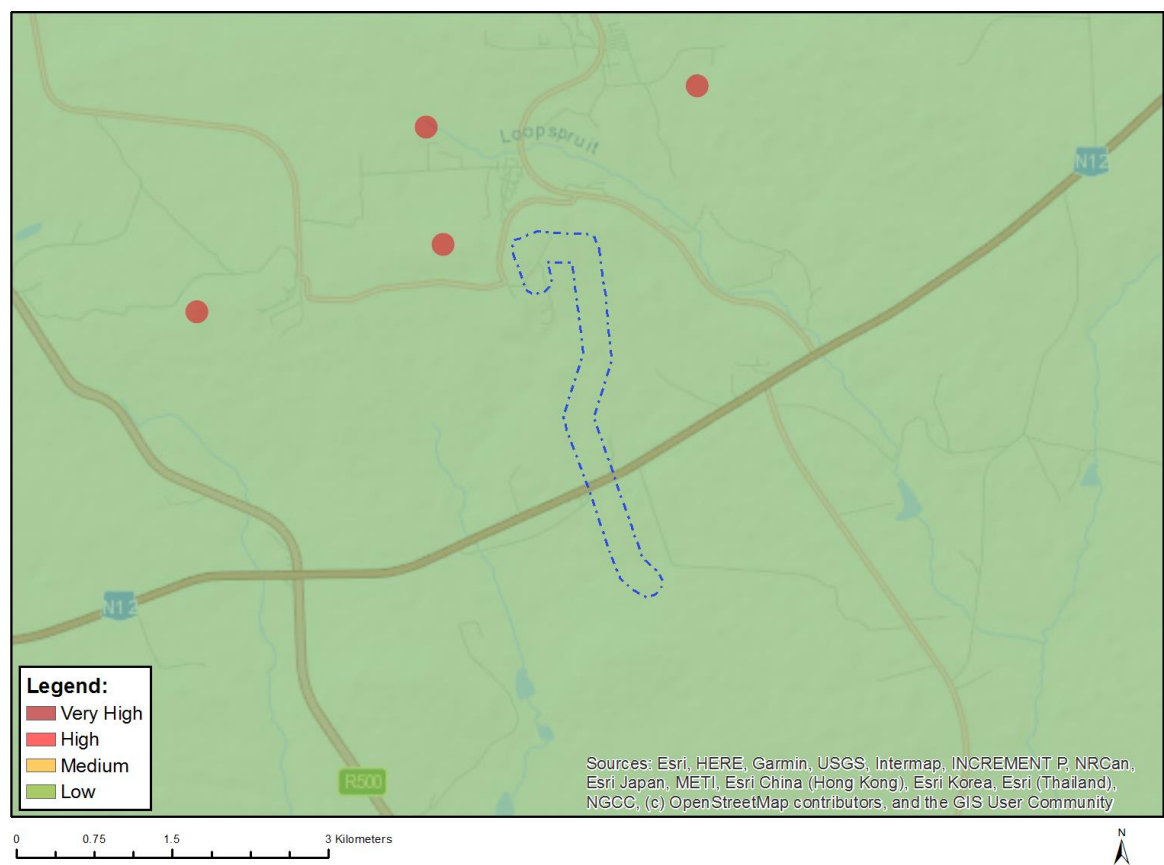 Loopspruit
N12
N12
Legend:
Very High
High
Medium
Low
R500
Sources: Esri, HERE, Garmin, USGS, Intermap, INCREMENT P, NRCan,
Esri Japan, METI, Esri China (Hong Kong), Esri Korea, Esri (Thailand),
NGCC, (c) OpenStreetMap contributors, and the GIS User Community
0 0.75 1.5 3 Kilometers
N